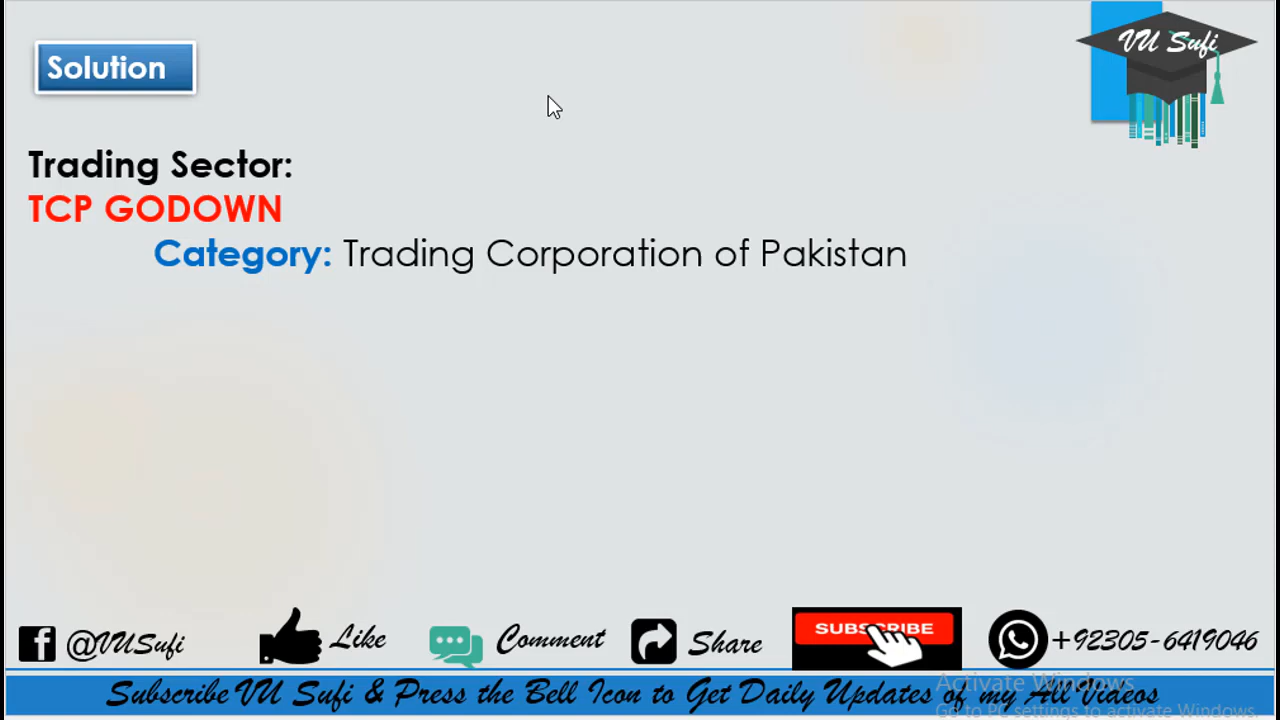 VU Sufi
Solution
Trading Sector:
TCP GODOWN
Category: Trading Corporation of Pakistan
@VUSufi
Like
Comment
Share
SUBSCRIBE
+92305-6419046
Activate Windows
Go to PC settings to activate Windows.
Subscribe VU Sufi & Press the Bell Icon to Get Daily Updates of my All Videos